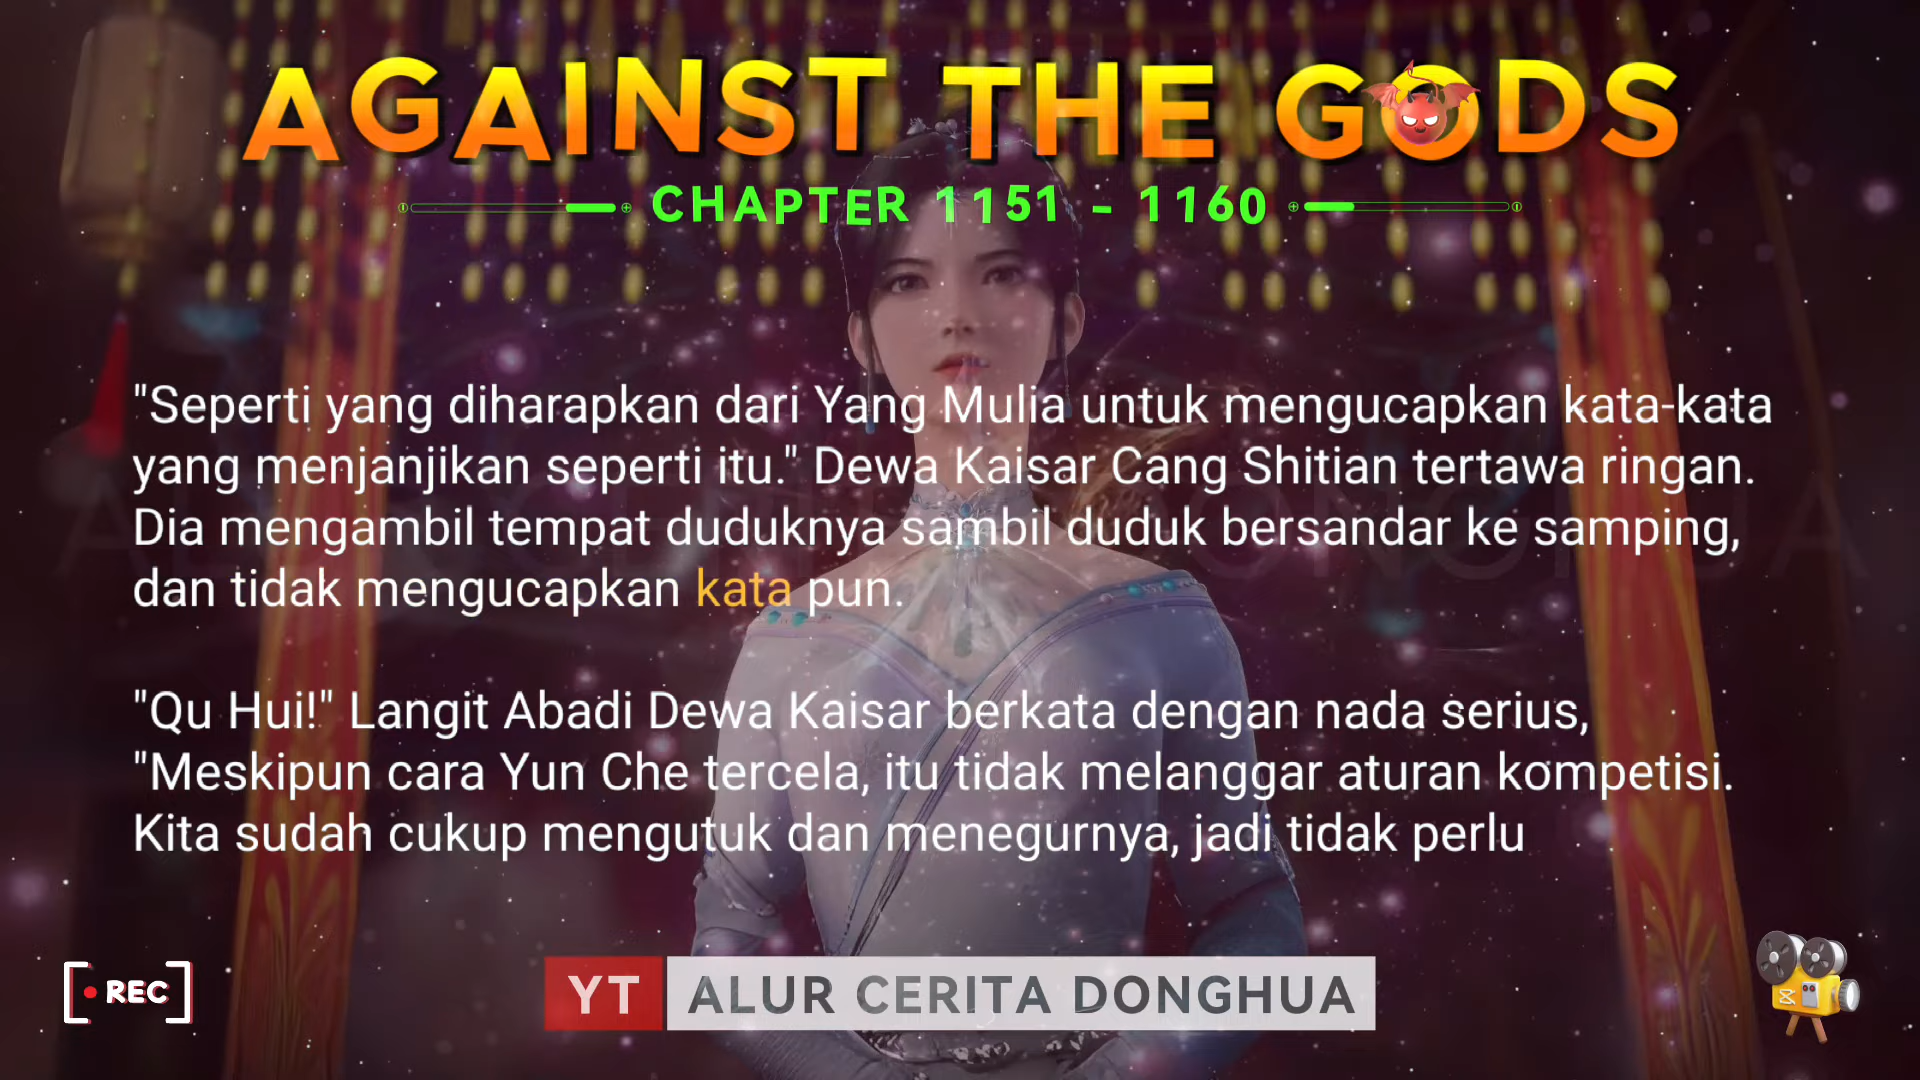 AGAINST THE GODS
CHAPTER 1151 - 1160
"Seperti yang diharapkan dari Yang Mulia untuk mengucapkan kata-kata
yang menjanjikan seperti itu." Dewa Kaisar Cang Shitian tertawa ringan.
Dia mengambil tempat duduknya sambil duduk bersandar ke samping,
dan tidak mengucapkan kata pun.
"Qu Hui!" Langit Abadi Dewa Kaisar berkata dengan nada serius,
"Meskipun cara Yun Che tercela, itu tidak melanggar aturan kompetisi.
Kita sudah cukup mengutuk dan menegurnya, jadi tidak perlu
REC
YT ALUR CERITA DONGHUA